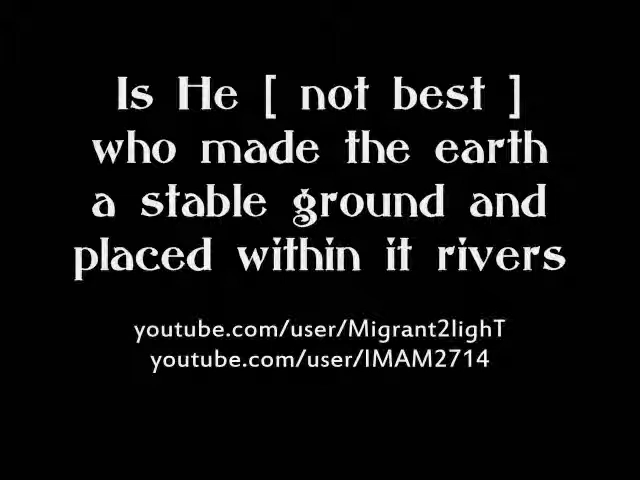 Is He [ not best ]
who made the earth
a stable ground and
placed within it rivers
youtube.com/user/Migrant2lighT
youtube.com/user/IMAM2714